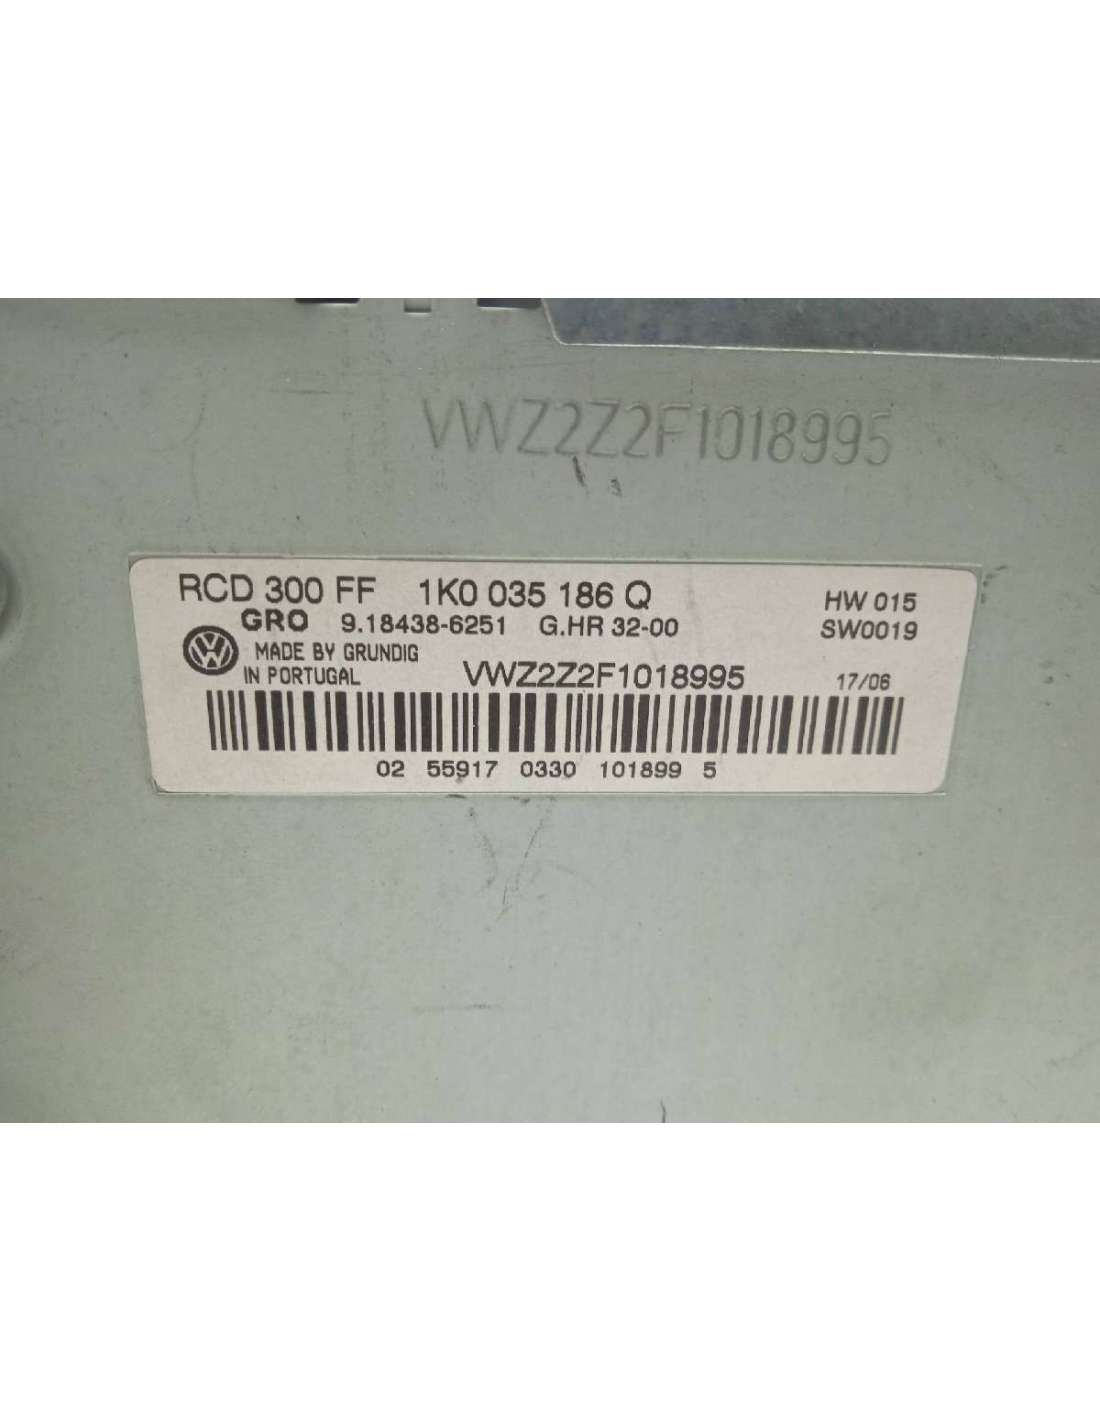 VWZ2Z2F1018995
RCD 300 FF 1K0 035 186 Q HW 015
GRO 9.18438-6251 G.HR 32-00 SW0019
MADE BY GRUNDIG
IN PORTUGAL VWZ2Z2F1018995 17/06
02 55917 0330 101899 5